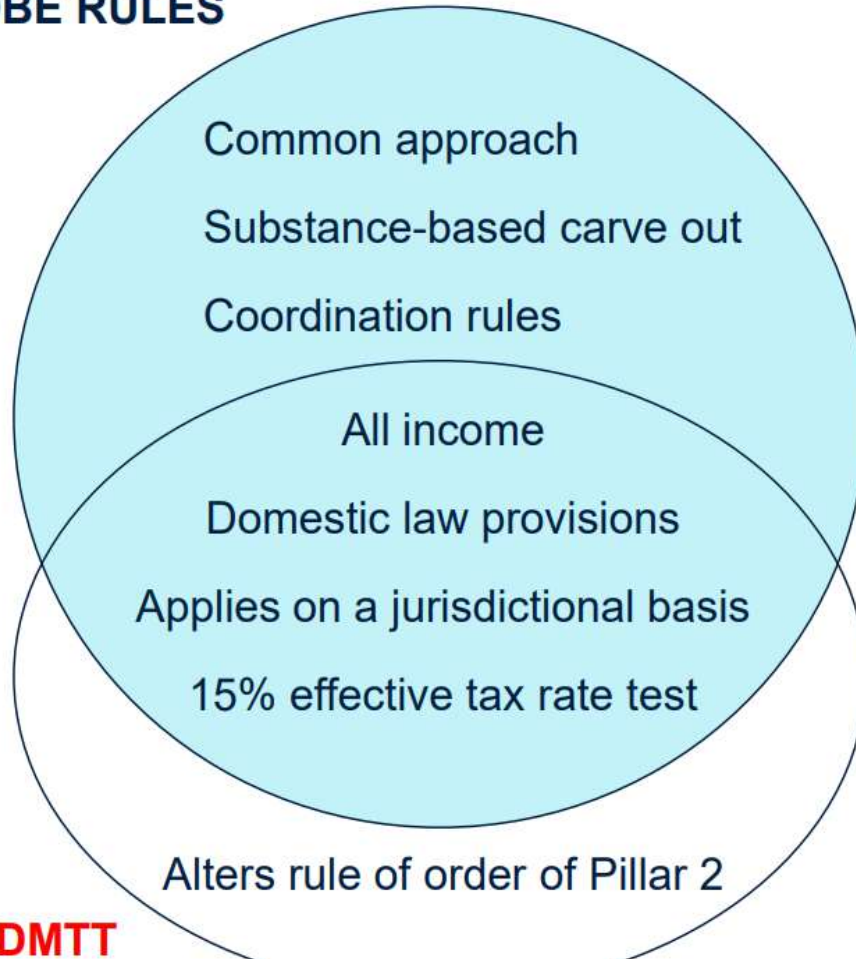 OBE RULES
Common approach
Substance-based carve out
Coordination rules
All income
Domestic law provisions
Applies on a jurisdictional basis
15% effective tax rate test
Alters rule of order of Pillar 2
DMTT